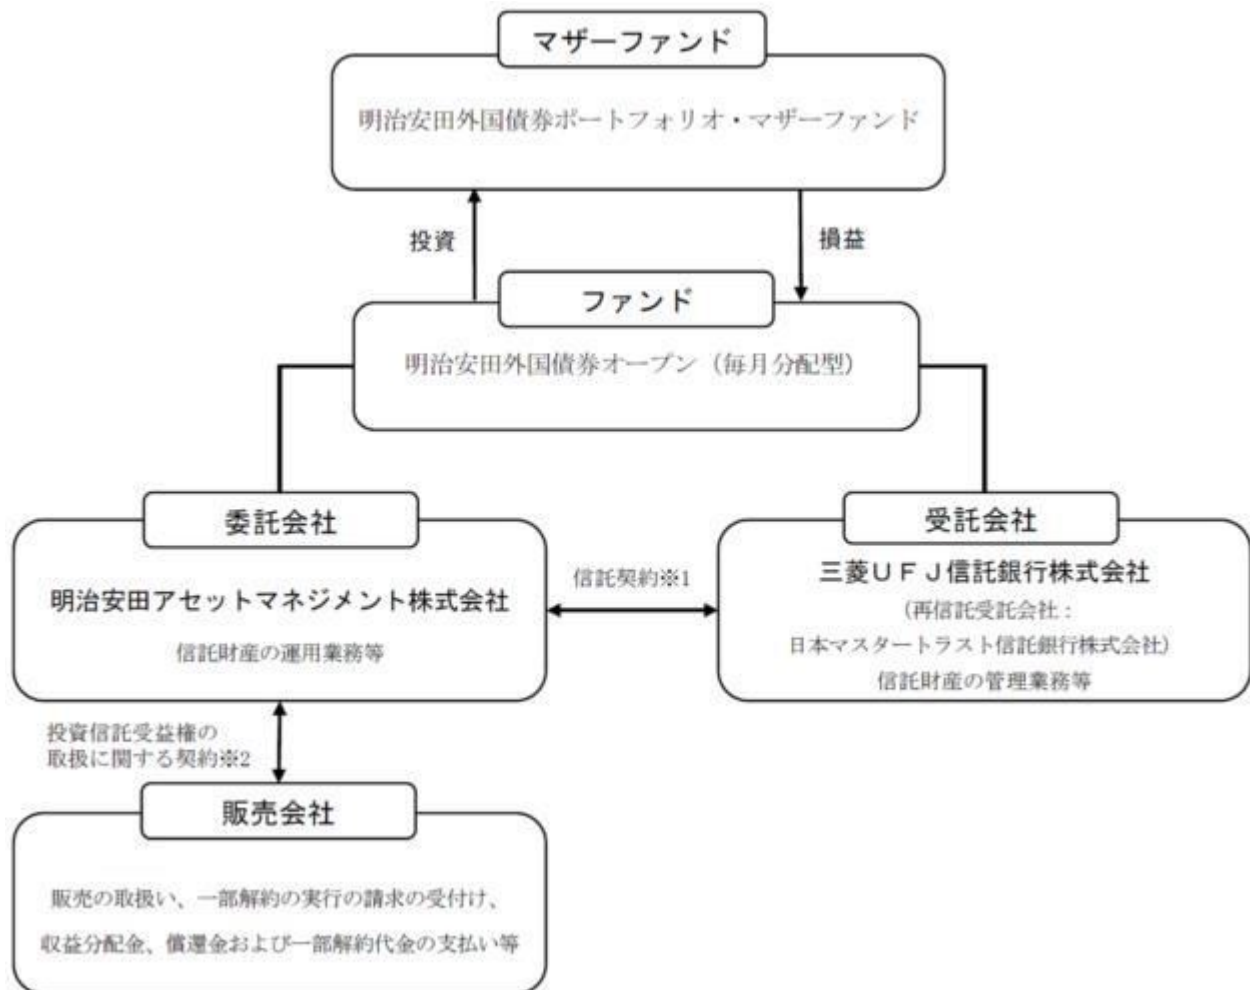 マザーファンド
明治安田外国債券ポートフォリオ・マザーファンド
投資
損益
ファンド
明治安田外国債券オープン（毎月分配型）
委託会社
明治安田アセットマネジメント株式会社
信託財産の運用業務等
信託契約※1
受託会社
三菱ＵＦＪ信託銀行株式会社
（再信託受託会社：
日本マスタートラスト信託銀行株式会社）
信託財産の管理業務等
投資信託受益権の
取扱に関する契約※2
販売会社
販売の取扱い、一部解約の実行の請求の受付け、
収益分配金、償還金および一部解約代金の支払い等